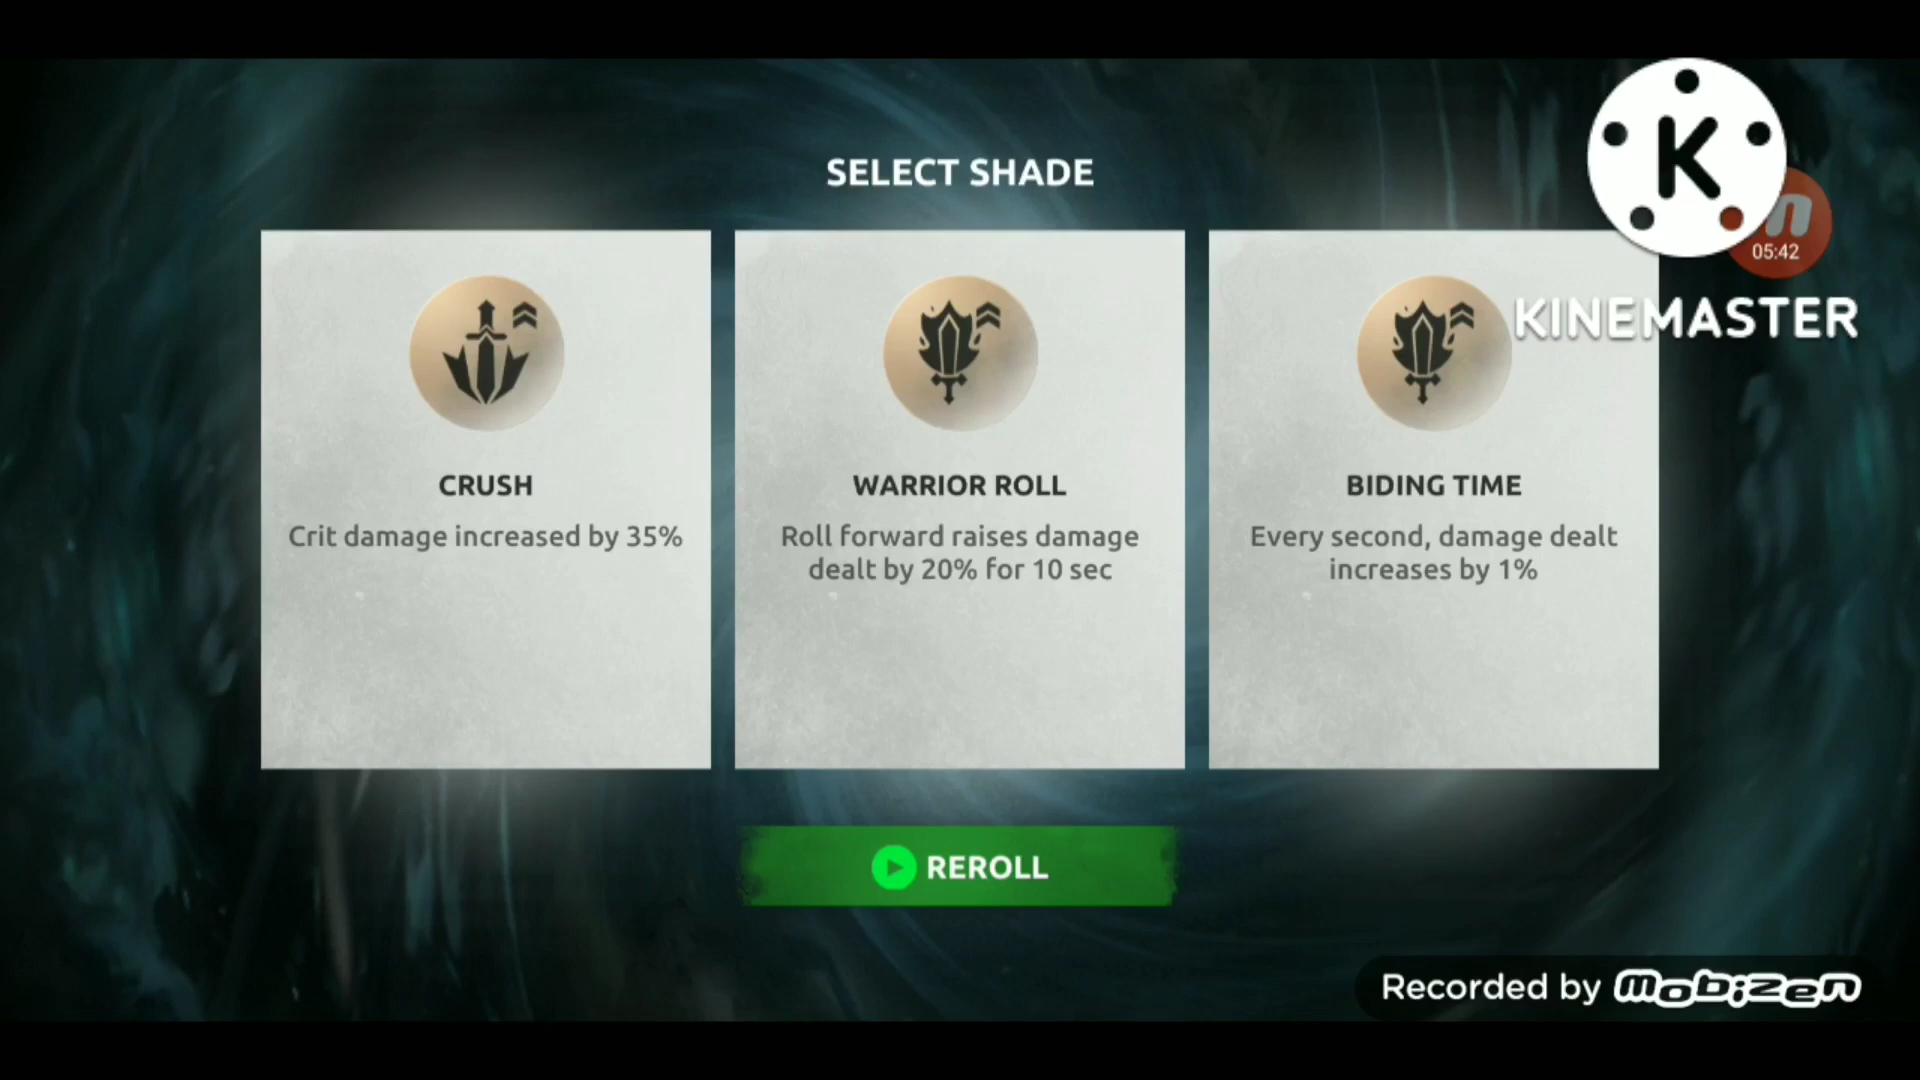 SELECT SHADE
K
n
05:42
KINEMASTER
CRUSH
Crit damage increased by 35%
WARRIOR ROLL
Roll forward raises damage
dealt by 20% for 10 sec
BIDING TIME
Every second, damage dealt
increases by 1%
REROLL
Recorded by mobizen